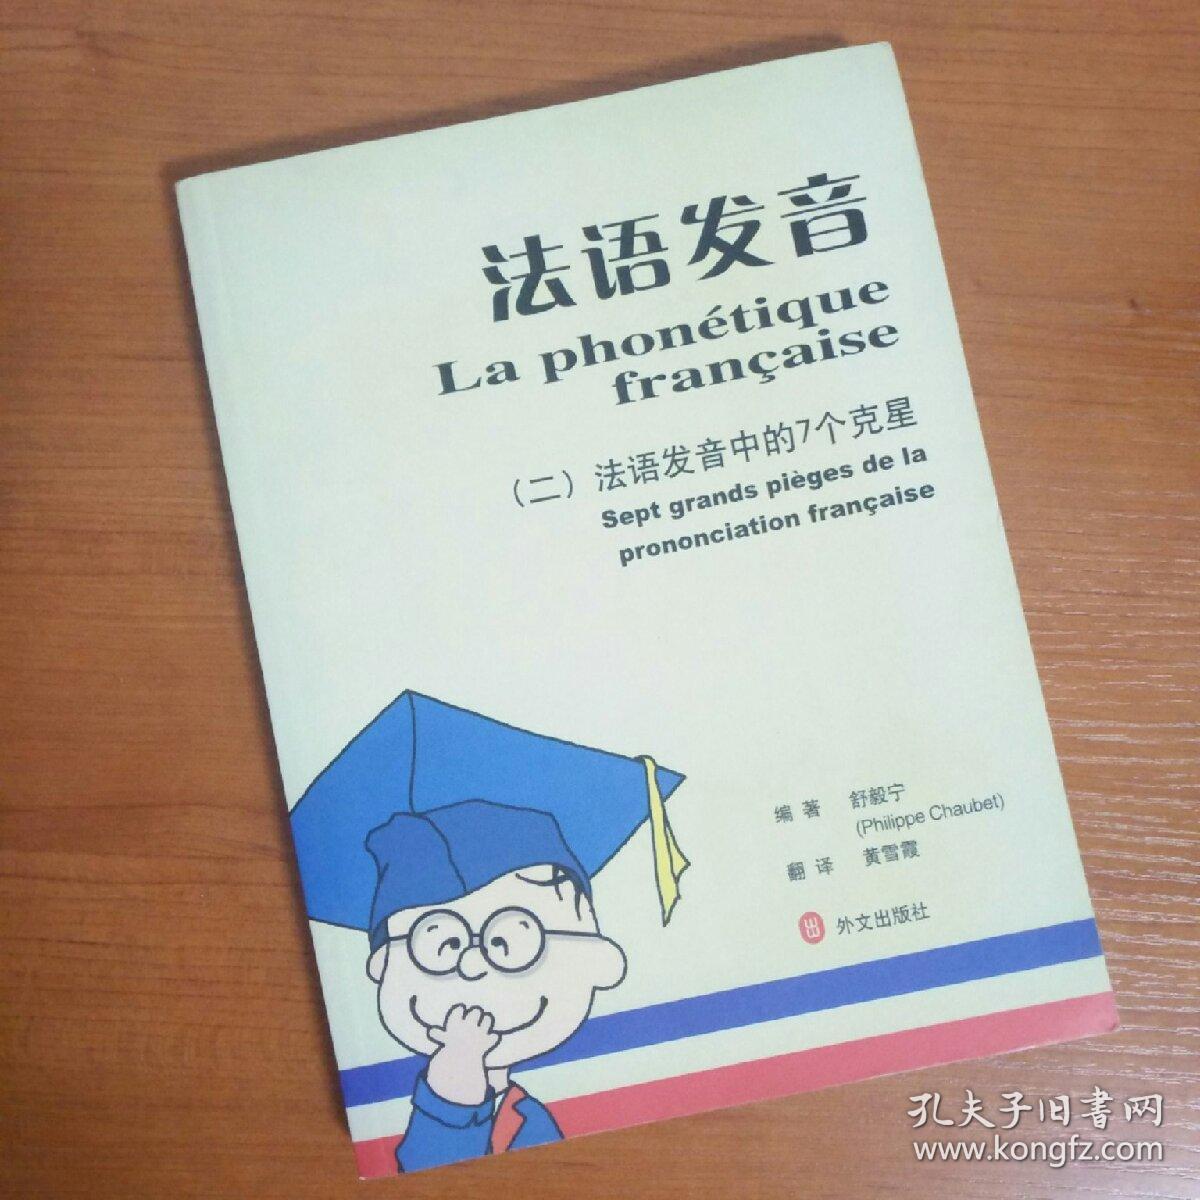 法语发音
La phonétique
française
（二）法语发音中的7个克星
Sept grands pièges de la
prononciation française
编著 舒毅宁
(Philippe Chaubet)
翻译 黄雪霞
外文出版社
孔夫子旧書网
www.kongfz.com